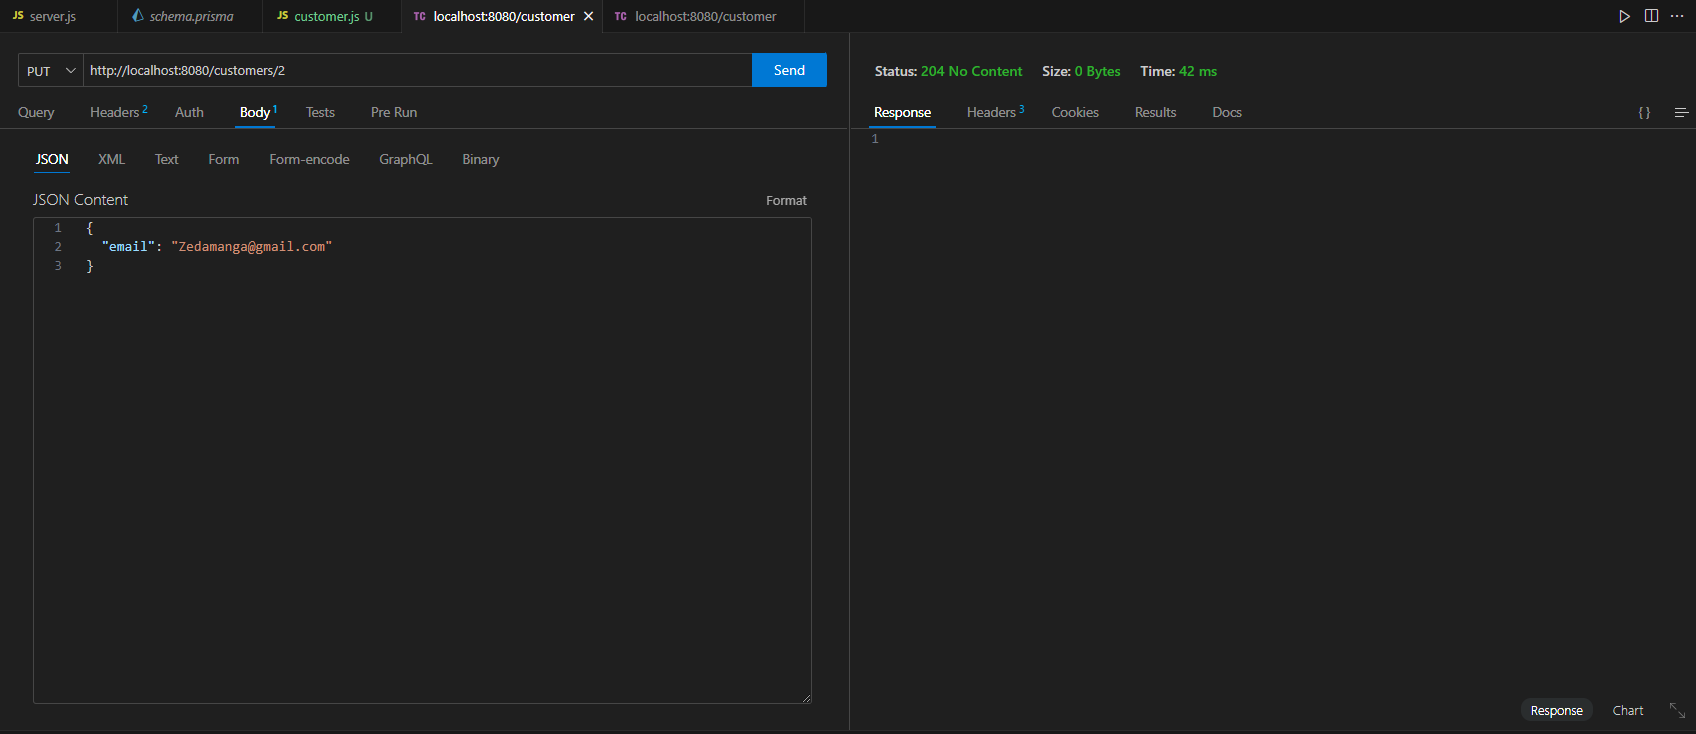 JS server.js schema.prisma JS customer.js U TC localhost:8080/customer TC localhost:8080/customer
PUT http://localhost:8080/customers/2 Send
Query Headers 2 Auth Body 1 Tests Pre Run
JSON XML Text Form Form-encode GraphQL Binary
JSON Content Format
1 {
2 "email": "Zedamanga@gmail.com"
3 }
Status: 204 No Content Size: 0 Bytes Time: 42 ms
Response Headers 3 Cookies Results Docs { }
1
Response Chart